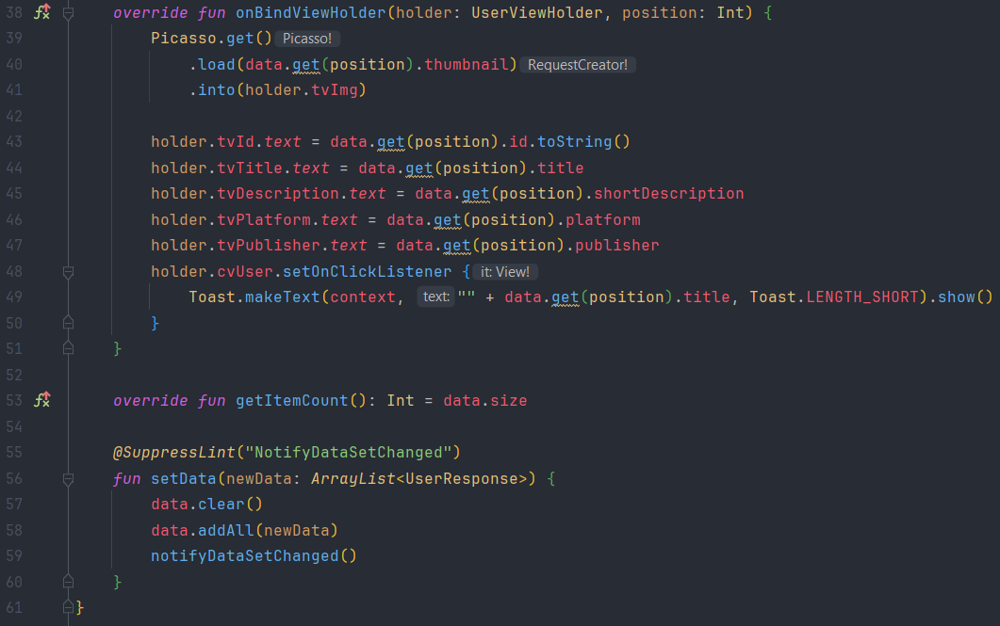 38 override fun onBindViewHolder(holder: UserViewHolder, position: Int) {
39 Picasso.get() Picasso!
40 .load(data.get(position).thumbnail) RequestCreator!
41 .into(holder.tvImg)
42
43 holder.tvId.text = data.get(position).id.toString()
44 holder.tvTitle.text = data.get(position).title
45 holder.tvDescription.text = data.get(position).shortDescription
46 holder.tvPlatform.text = data.get(position).platform
47 holder.tvPublisher.text = data.get(position).publisher
48 holder.cvUser.setOnClickListener { it: View!
49 Toast.makeText(context, text: "" + data.get(position).title, Toast.LENGTH_SHORT).show()
50 }
51 }
52
53 override fun getItemCount(): Int = data.size
54
55 @SuppressLint("NotifyDataSetChanged")
56 fun setData(newData: ArrayList<UserResponse>) {
57 data.clear()
58 data.addAll(newData)
59 notifyDataSetChanged()
60 }
61 }